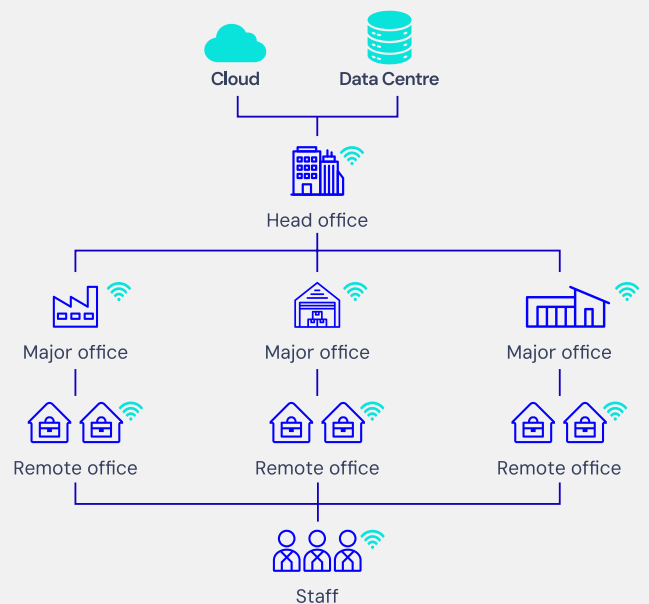 Cloud
Data Centre
Head office
Major office
Major office
Major office
Remote office
Remote office
Remote office
Staff